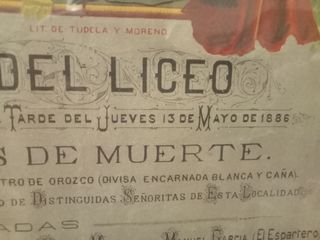 LIT DE TUDELA Y MORENO
DEL LICEO
TARDE DEL JUEVES 13 DE MAYO DE 1886
S DE MUERTE.
TRO DE OROZCO (DIVISA ENCARNADA BLANCA Y CAÑA).
O DE DISTINGUIDAS SEÑORITAS DE ESTA LOCALIDAD
ADAS
MANUEL GARCIA (El Espartero)